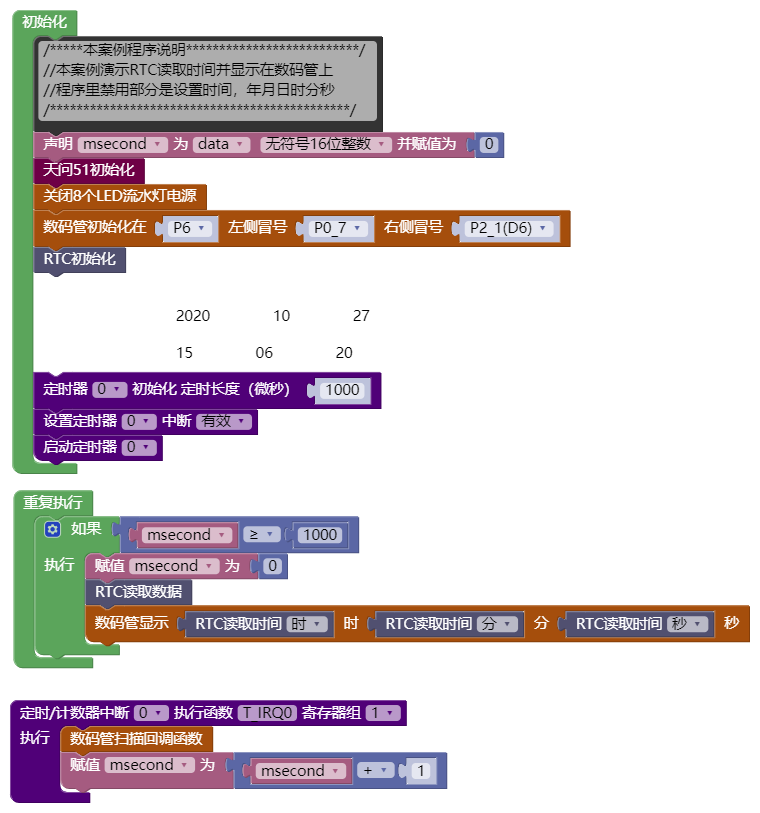 初始化
/*****本案例程序说明**************************/
//本案例演示RTC读取时间并显示在数码管上
//程序里禁用部分是设置时间，年月日时分秒
/*********************************************/
声明 msecond 为 data 无符号16位整数 并赋值为 0
天问51初始化
关闭8个LED流水灯电源
数码管初始化在 P6 左侧冒号 P0_7 右侧冒号 P2_1(D6)
RTC初始化
2020 10 27
15 06 20
定时器 0 初始化 定时长度（微秒） 1000
设置定时器 0 中断 有效
启动定时器 0
重复执行
如果 msecond ≥ 1000
执行 赋值 msecond 为 0
RTC读取数据
数码管显示 RTC读取时间 时 时 RTC读取时间 分 分 RTC读取时间 秒 秒
定时/计数器中断 0 执行函数 T_IRQ0 寄存器组 1
执行 数码管扫描回调函数
赋值 msecond 为 msecond + 1